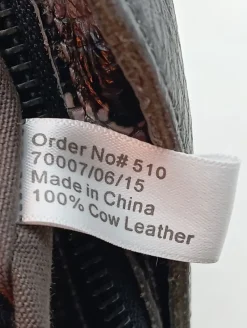 Order No# 510
70007/06/15
Made in China
100% Cow Leather